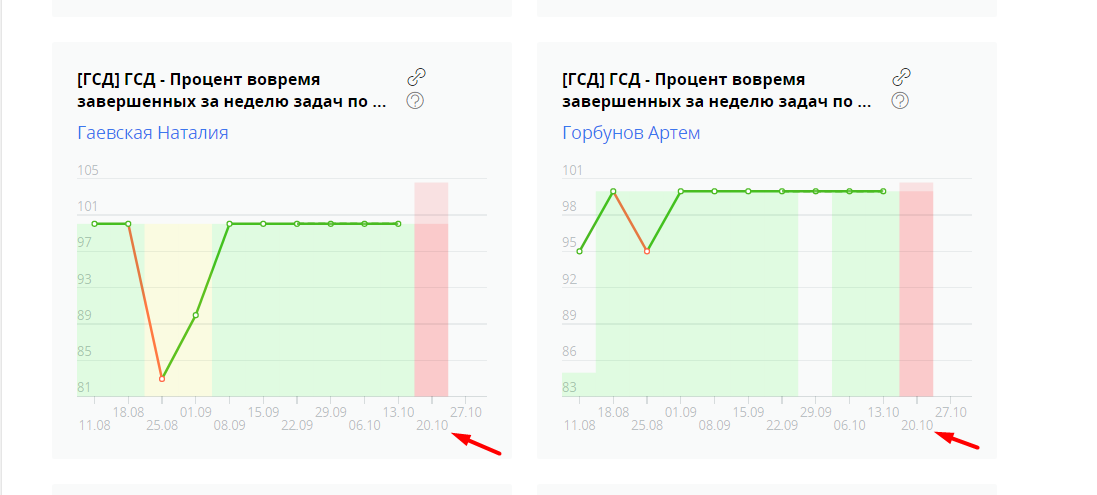 [ГСД] ГСД - Процент вовремя
завершенных за неделю задач по ...
Гаевская Наталия
105
101
97
93
89
85
81
18.08 01.09 15.09 29.09 13.10 27.10
11.08 25.08 08.09 22.09 06.10 20.10
[ГСД] ГСД - Процент вовремя
завершенных за неделю задач по ...
Горбунов Артем
101
98
95
92
89
86
83
18.08 01.09 15.09 29.09 13.10 27.10
11.08 25.08 08.09 22.09 06.10 20.10